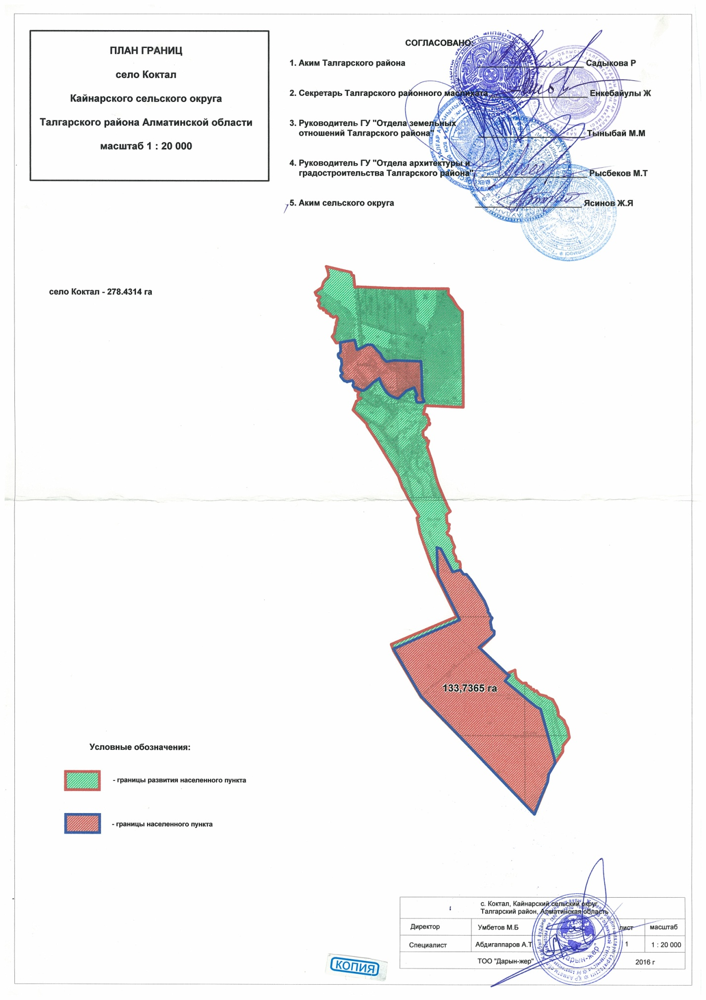 ПЛАН ГРАНИЦ
село Коктал
Кайнарского сельского округа
Талгарского района Алматинской области
масштаб 1 : 20 000
СОГЛАСОВАНО:
1. Аким Талгарского района Садыкова Р
2. Секретарь Талгарского районного маслихата Енкебайулы Ж
3. Руководитель ГУ "Отдела земельных
отношений Талгарского района" Тыныбай М.М
4. Руководитель ГУ "Отдела архитектуры и
градостроительства Талгарского района" Рысбеков М.Т
5. Аким сельского округа Ясинов Ж.Я
село Коктал - 278.4314 га
133,7365 га
Условные обозначения:
- границы развития населенного пункта
- границы населенного пункта
с. Коктал, Кайнарский сельский округ,
Талгарский район, Алматинская область
Директор Умбетов М.Б лист масштаб
Специалист Абдигаппаров А.Т 1 1 : 20 000
ТОО "Дарын-жер" 2016 г
КОПИЯ